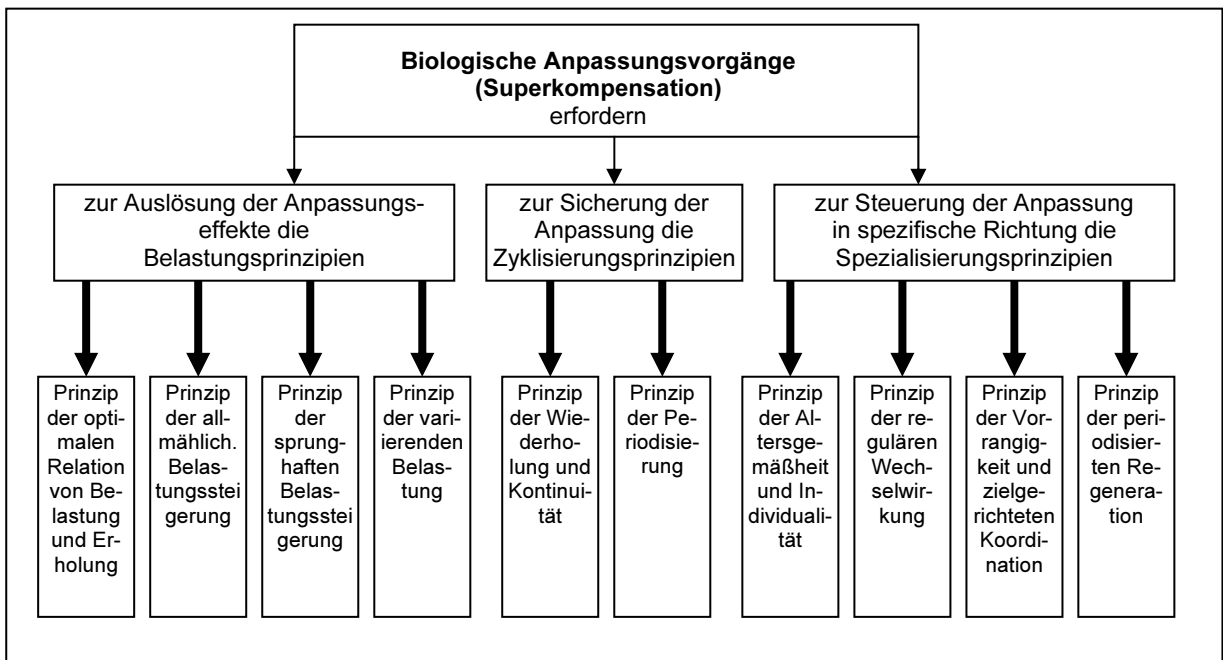 Biologische Anpassungsvorgänge
(Superkompensation)
erfordern
zur Auslösung der Anpassungs-
effekte die
Belastungsprinzipien
zur Sicherung der
Anpassung die
Zyklisierungsprinzipien
zur Steuerung der Anpassung
in spezifische Richtung die
Spezialisierungsprinzipien
Prinzip
der opti-
malen
Relation
von Be-
lastung
und Er-
holung
Prinzip
der all-
mählich.
Belas-
tungsstei
gerung
Prinzip
der
sprung-
haften
Belas-
tungsstei
gerung
Prinzip
der vari-
ierenden
Belas-
tung
Prinzip
der Wie-
derho-
lung und
Kontinui-
tät
Prinzip
der Pe-
riodisie-
rung
Prinzip
der Al-
tersge-
mäßheit
und In-
dividuali-
tät
Prinzip
der re-
gulären
Wech-
selwir-
kung
Prinzip
der Vor-
rangig-
keit und
zielge-
richteten
Koordi-
nation
Prinzip
der peri-
odisier-
ten Re-
genera-
tion